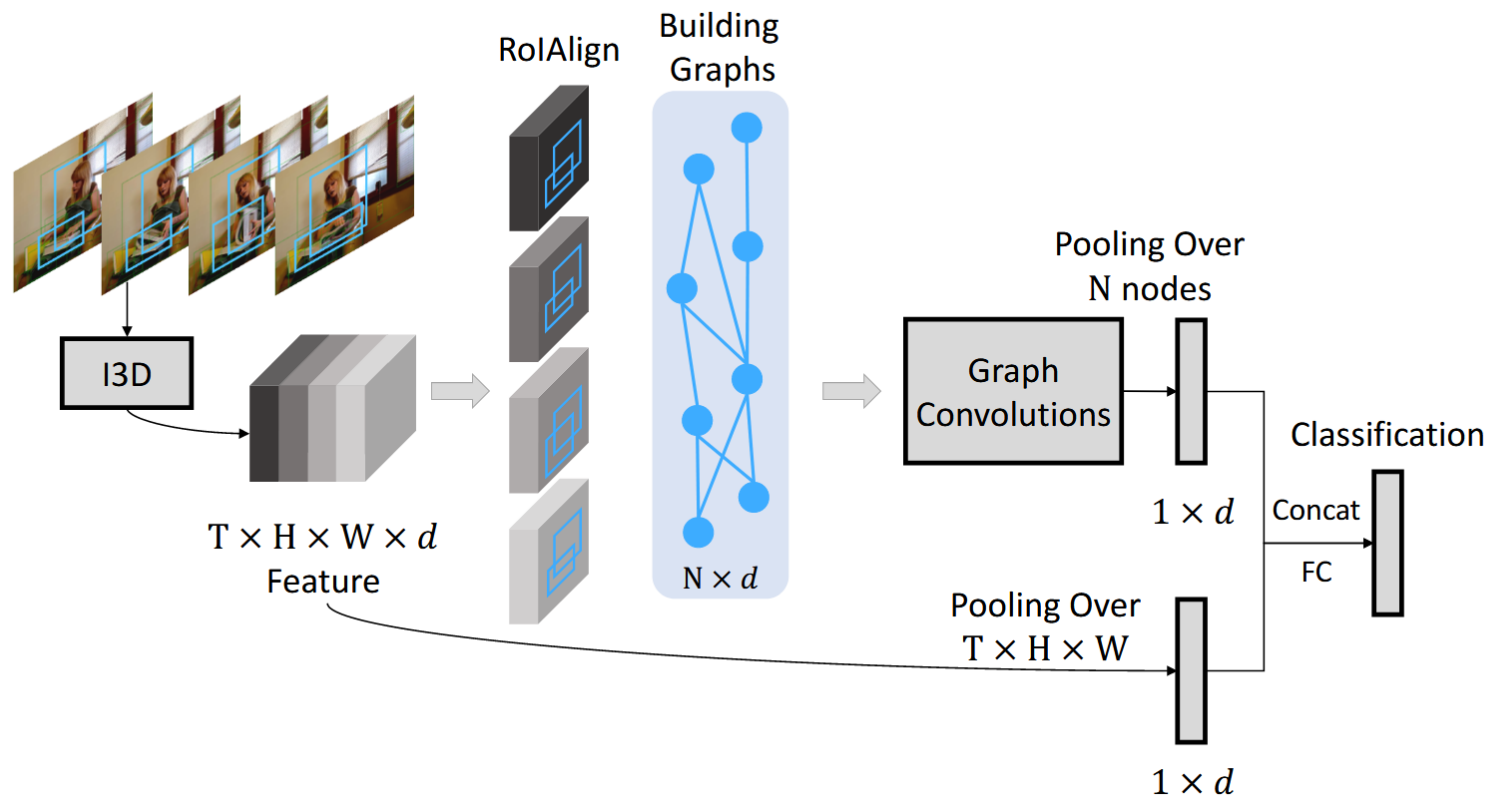 RoIAlign
Building
Graphs
I3D
T × H × W × d
Feature
N × d
Graph
Convolutions
Pooling Over
N nodes
1 × d
Pooling Over
T × H × W
1 × d
Concat
FC
Classification